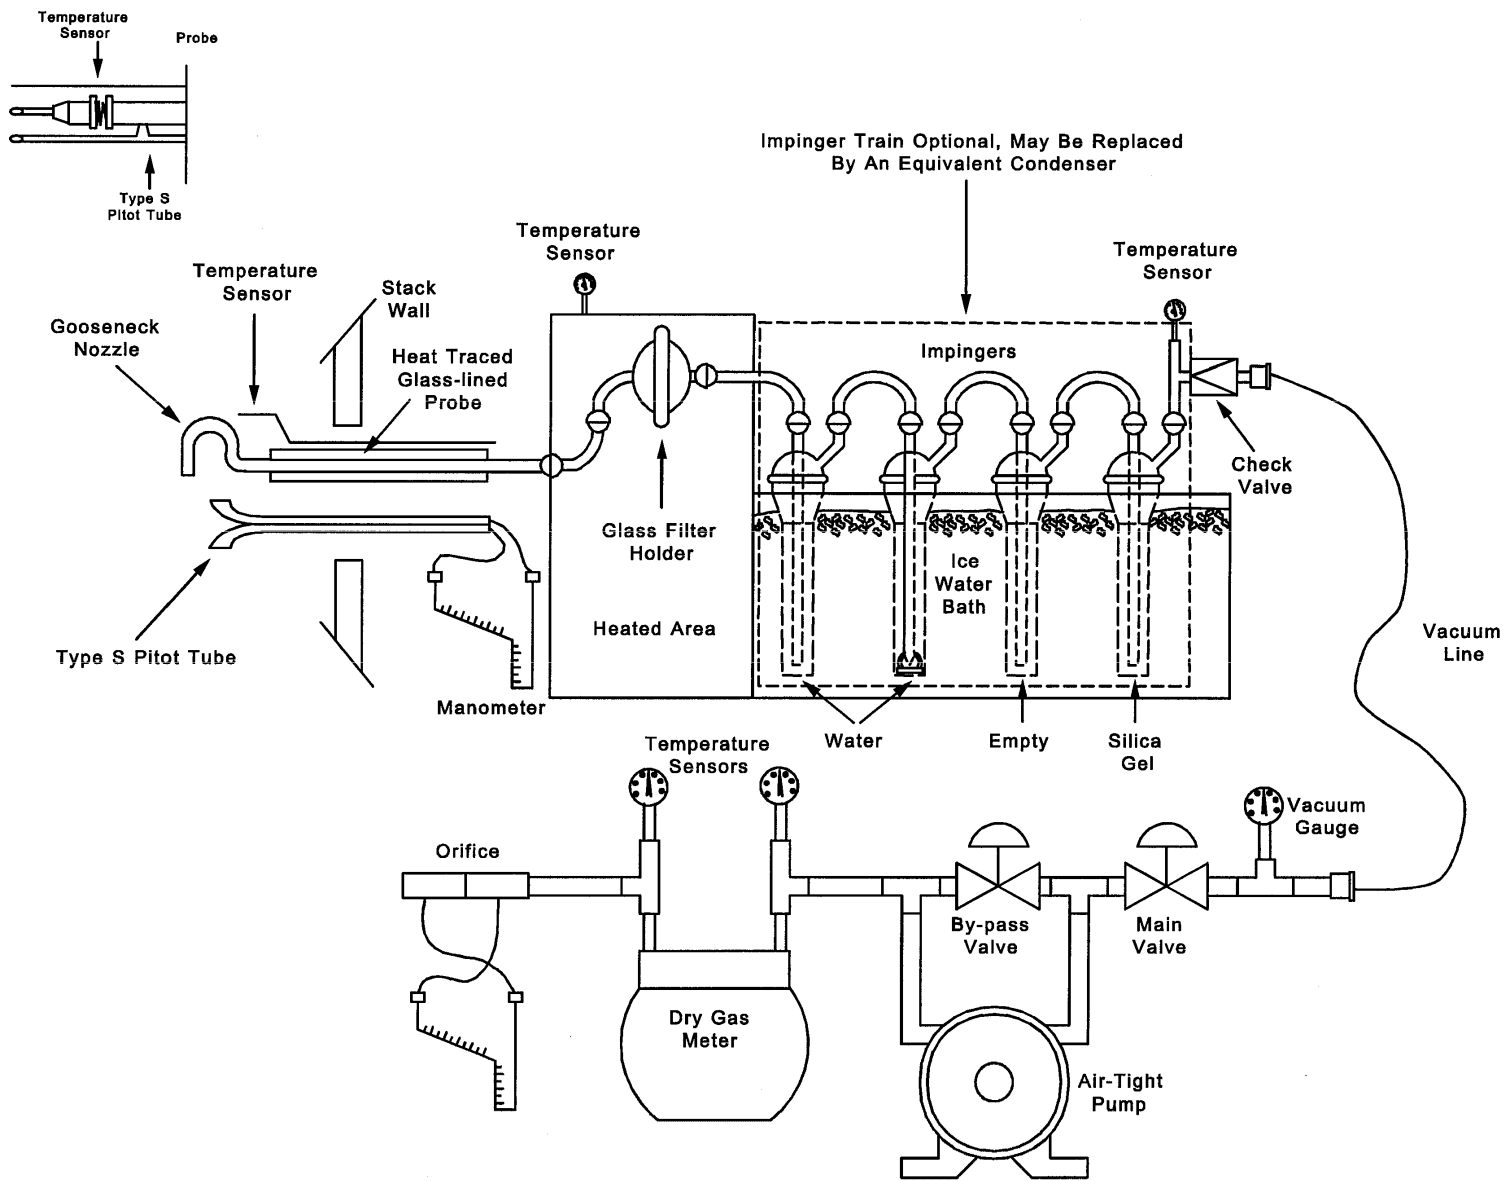 Temperature
Sensor
Probe
Type S
Pitot Tube
Impinger Train Optional, May Be Replaced
By An Equivalent Condenser
Temperature
Sensor
Temperature
Sensor
Temperature
Sensor
Stack
Wall
Gooseneck
Nozzle
Heat Traced
Glass-lined
Probe
Impingers
Check
Valve
Glass Filter
Holder
Ice
Water
Bath
Heated Area
Vacuum
Line
Type S Pitot Tube
Manometer
Water
Empty
Silica
Gel
Temperature
Sensors
Vacuum
Gauge
Orifice
By-pass
Valve
Main
Valve
Dry Gas
Meter
Air-Tight
Pump